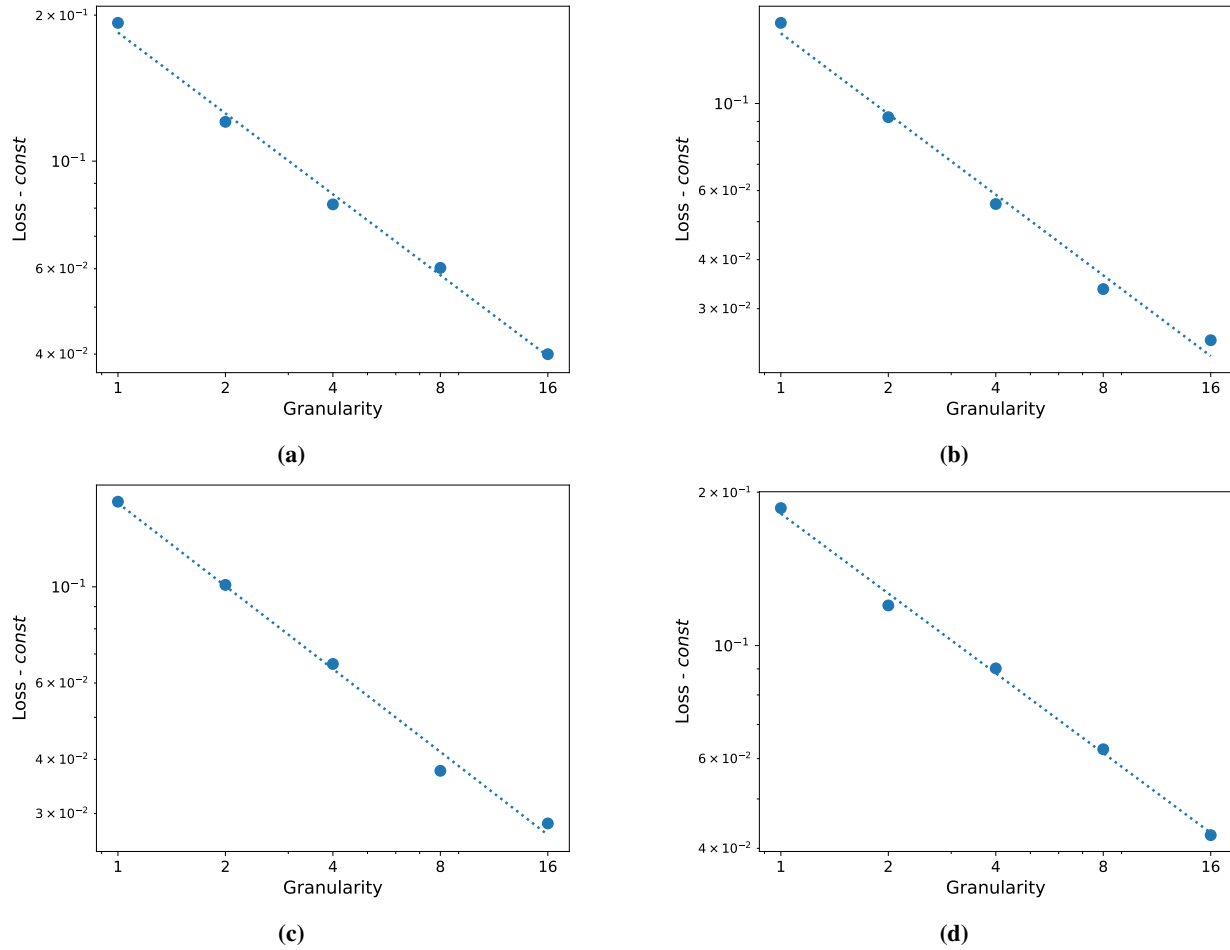 2 × 10⁻¹
10⁻¹
6 × 10⁻²
4 × 10⁻²
Loss - const
1 2 4 8 16
Granularity
(a)
10⁻¹
6 × 10⁻²
4 × 10⁻²
3 × 10⁻²
Loss - const
1 2 4 8 16
Granularity
(b)
10⁻¹
6 × 10⁻²
4 × 10⁻²
3 × 10⁻²
Loss - const
1 2 4 8 16
Granularity
(c)
2 × 10⁻¹
10⁻¹
6 × 10⁻²
4 × 10⁻²
Loss - const
1 2 4 8 16
Granularity
(d)